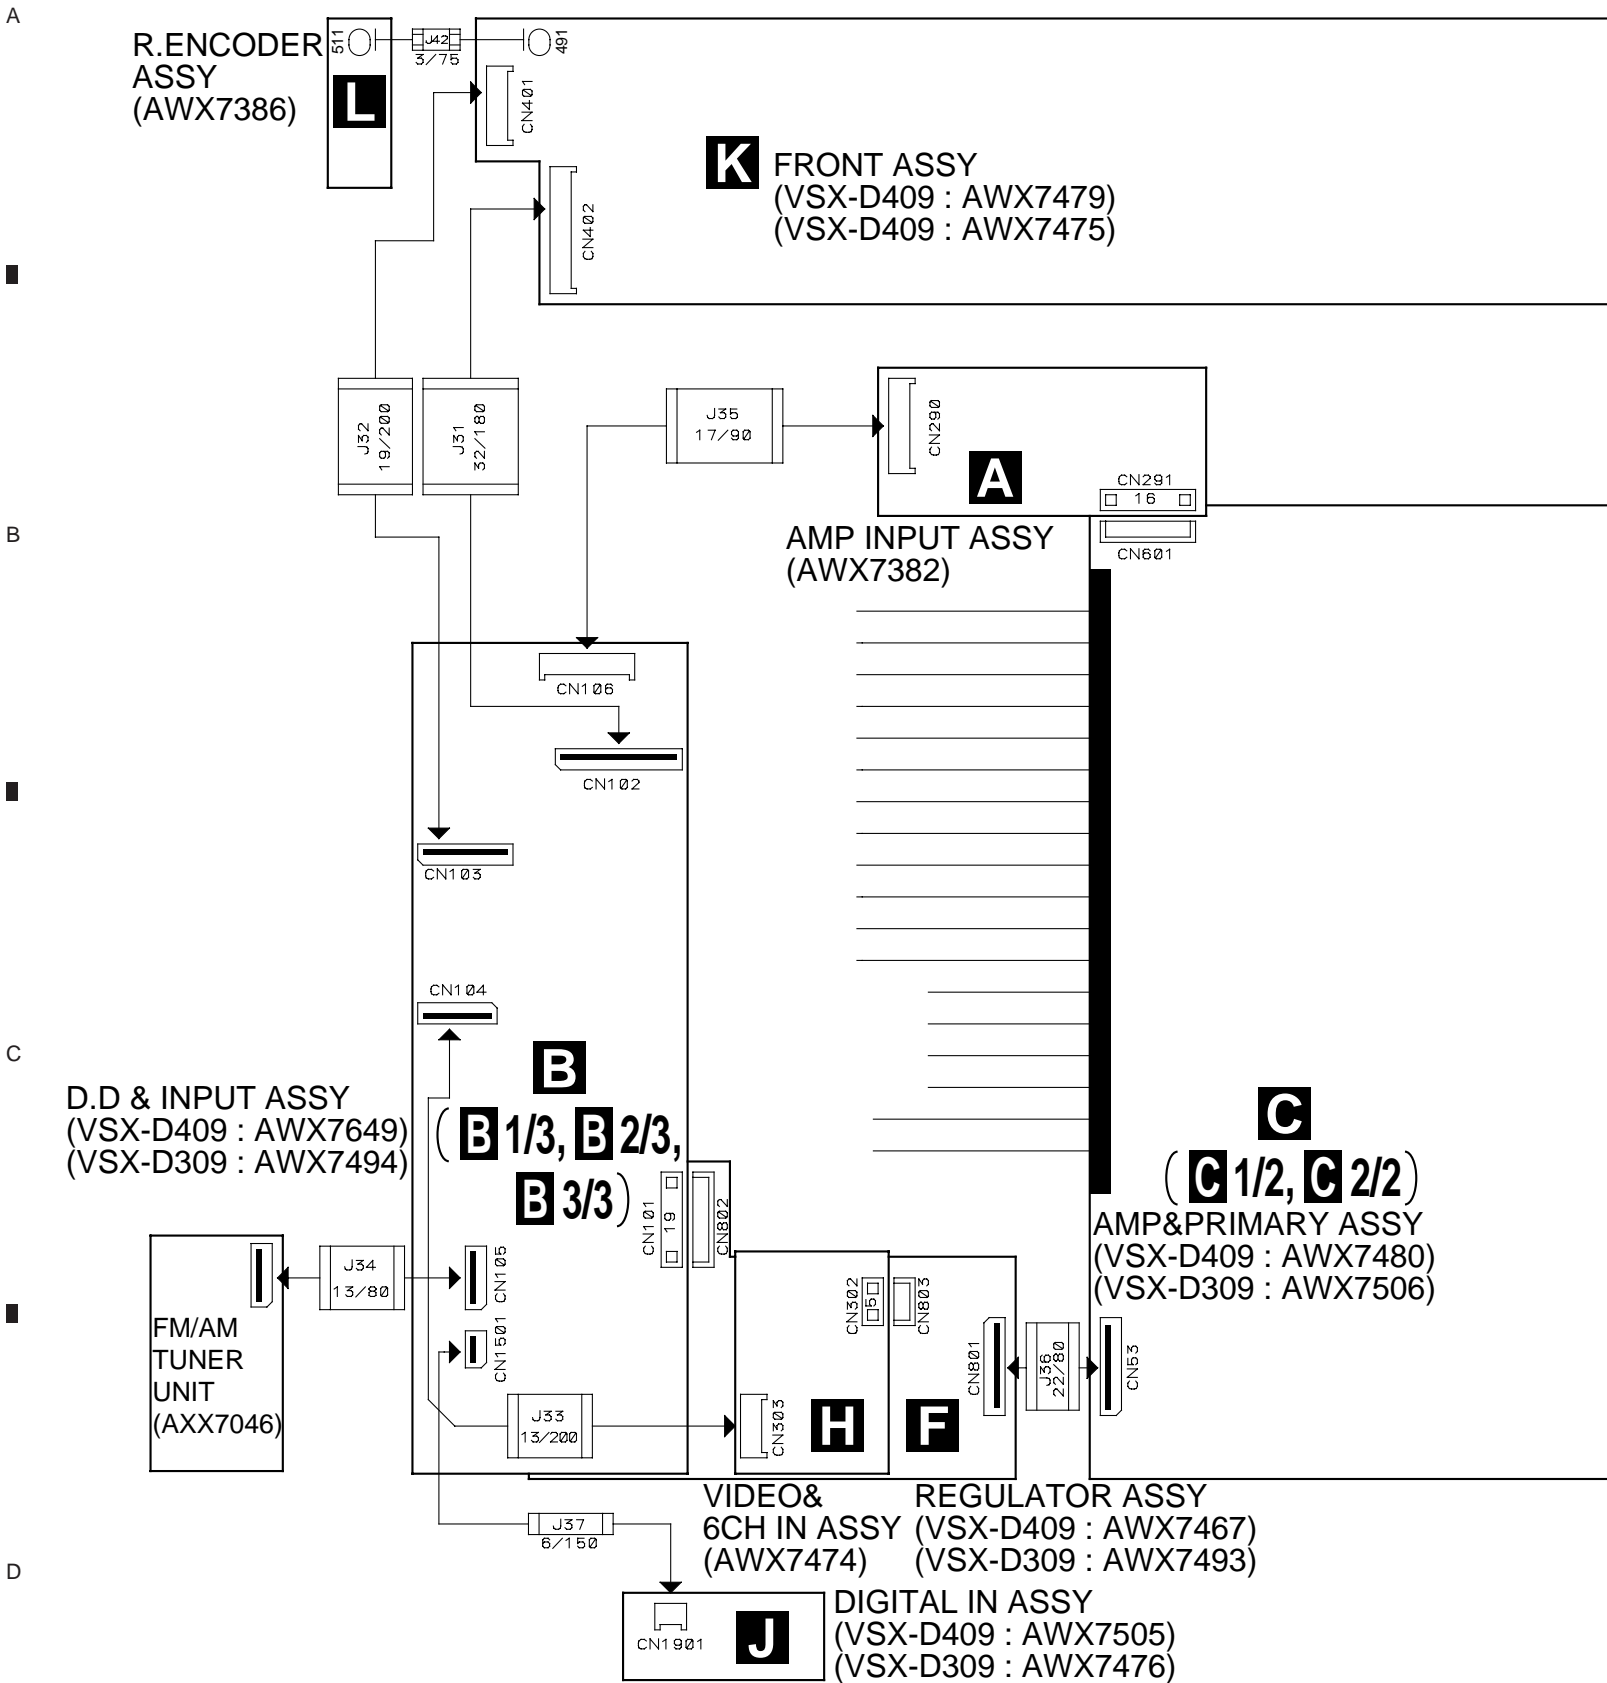 A
R.ENCODER
ASSY
(AWX7386)
L
511
J42
3/75
491
CN401
CN402
K
FRONT ASSY
(VSX-D409 : AWX7479)
(VSX-D409 : AWX7475)
J32
19/200
J31
32/180
J35
17/90
CN290
A
CN291
16
CN601
B
AMP INPUT ASSY
(AWX7382)
CN106
CN102
CN103
CN104
C
B
D.D & INPUT ASSY
(VSX-D409 : AWX7649)
(VSX-D309 : AWX7494)
( B 1/3, B 2/3,
B 3/3 )
CN101
19
CN802
C
( C 1/2, C 2/2 )
AMP&PRIMARY ASSY
(VSX-D409 : AWX7480)
(VSX-D309 : AWX7506)
J34
13/80
CN105
CN1501
FM/AM
TUNER
UNIT
(AXX7046)
CN302
5
CN803
CN801
J36
22/80
CN53
J33
13/200
CN303
H
F
VIDEO&
6CH IN ASSY
(AWX7474)
REGULATOR ASSY
(VSX-D409 : AWX7467)
(VSX-D309 : AWX7493)
J37
6/150
D
CN1901
J
DIGITAL IN ASSY
(VSX-D409 : AWX7505)
(VSX-D309 : AWX7476)